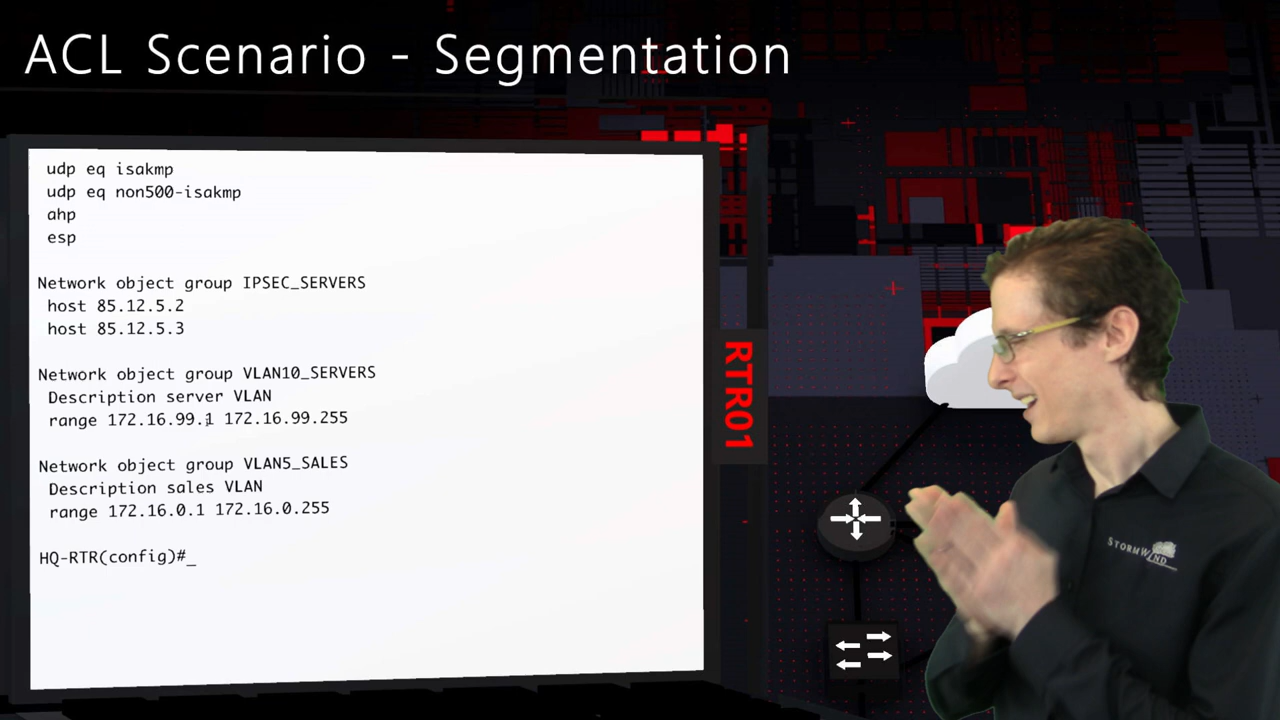 ACL Scenario - Segmentation
udp eq isakmp
udp eq non500-isakmp
ahp
esp
Network object group IPSEC_SERVERS
host 85.12.5.2
host 85.12.5.3
Network object group VLAN10_SERVERS
Description server VLAN
range 172.16.99.1 172.16.99.255
Network object group VLAN5_SALES
Description sales VLAN
range 172.16.0.1 172.16.0.255
HQ-RTR(config)#_
RTR01
STORMWIND